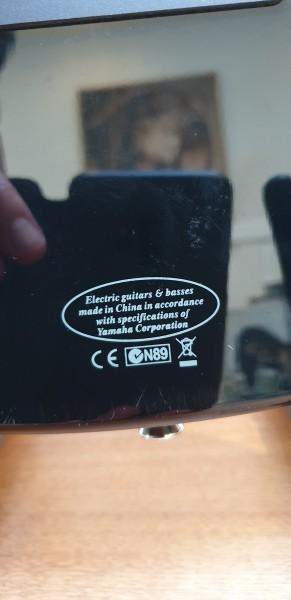 Electric guitars & basses
made in China in accordance
with specifications of
Yamaha Corporation
CE N89